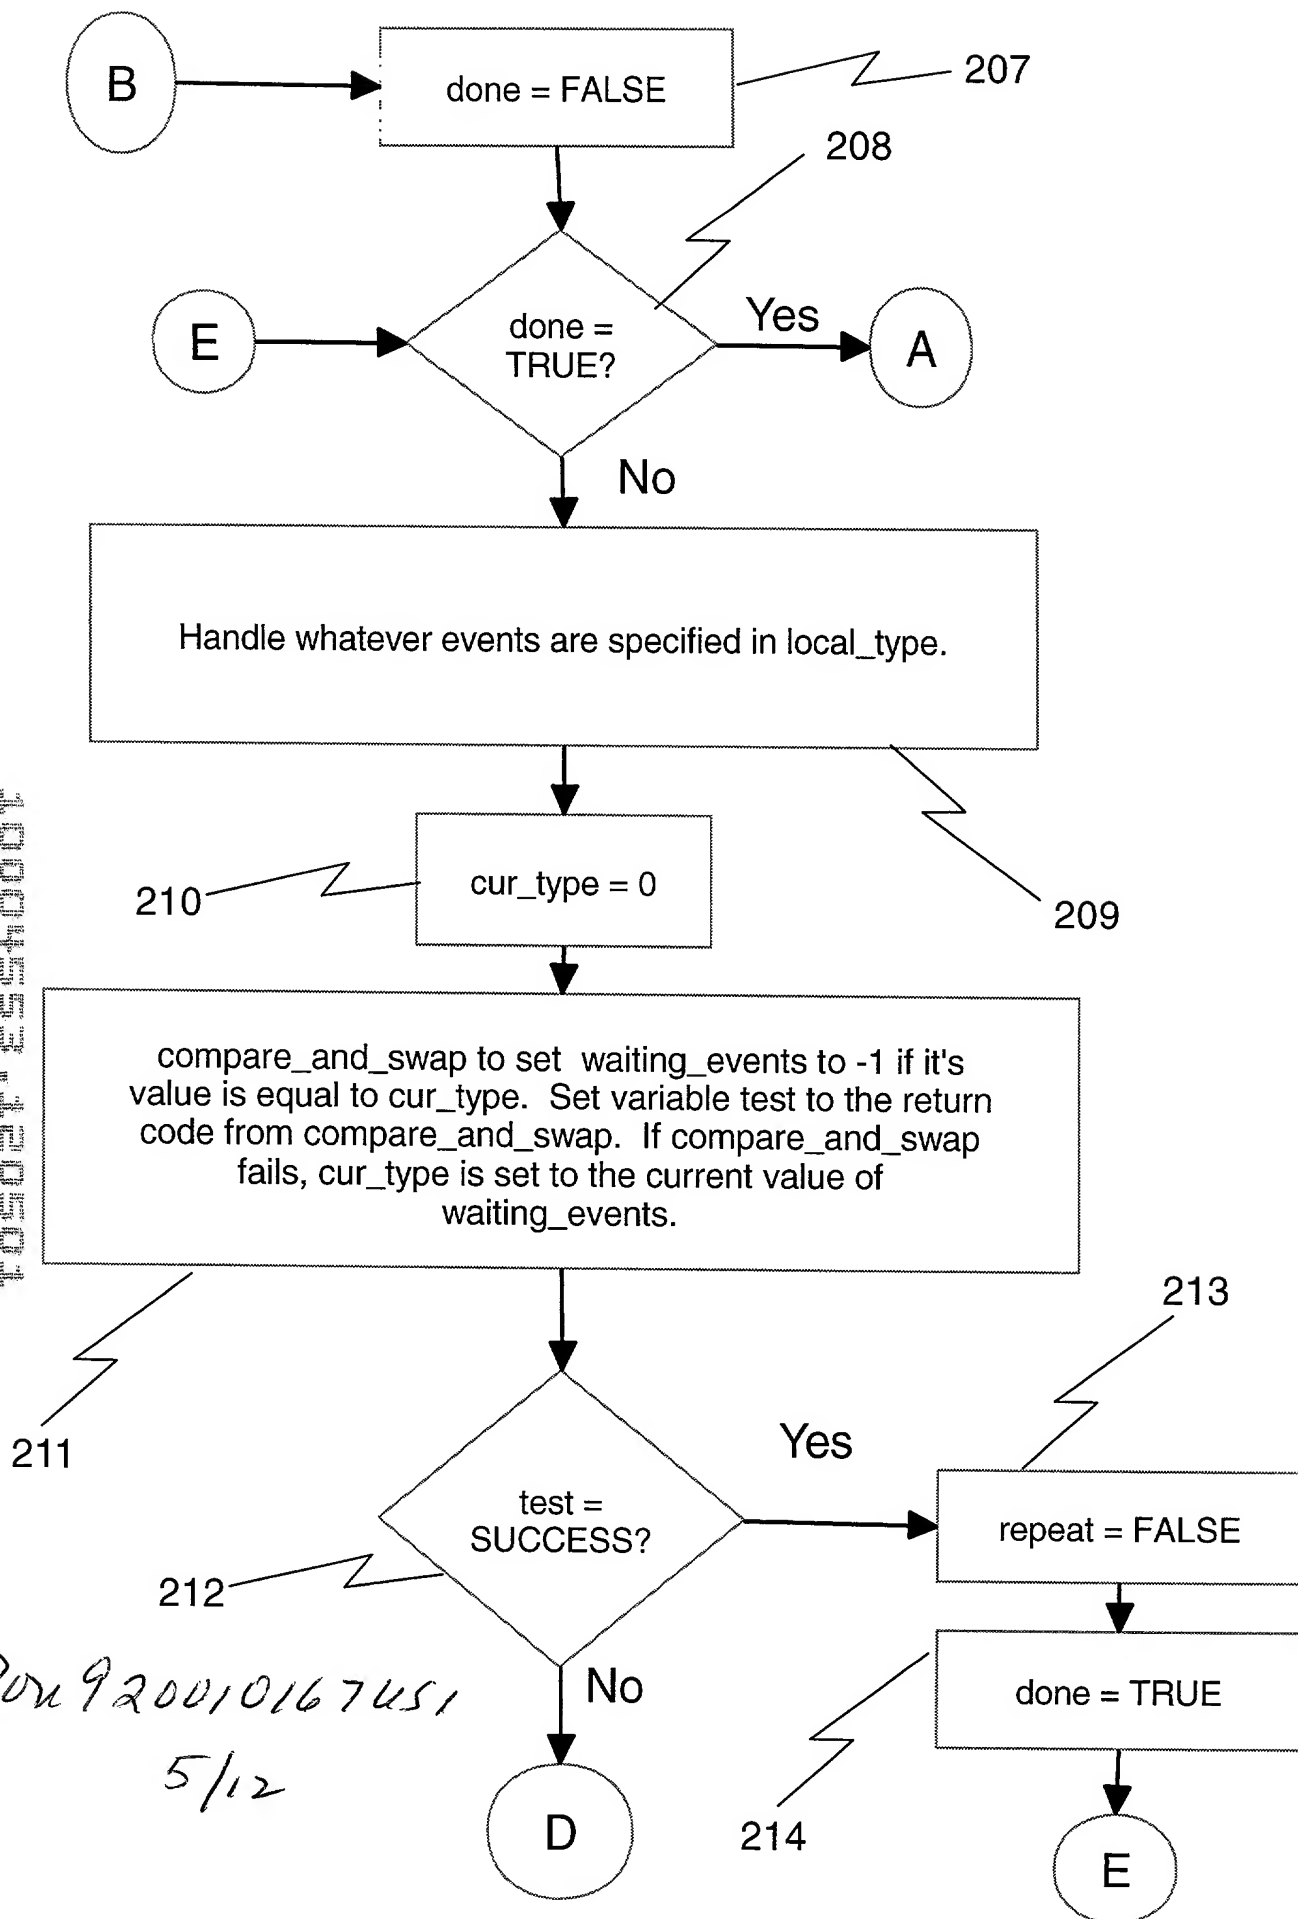 B
done = FALSE
207
208
E
done =
TRUE?
Yes
A
No
Handle whatever events are specified in local_type.
210
cur_type = 0
209
compare_and_swap to set waiting_events to -1 if it's
value is equal to cur_type. Set variable test to the return
code from compare_and_swap. If compare_and_swap
fails, cur_type is set to the current value of
waiting_events.
211
213
Yes
test =
SUCCESS?
repeat = FALSE
212
No
done = TRUE
920010167US1
5/12
D
214
E